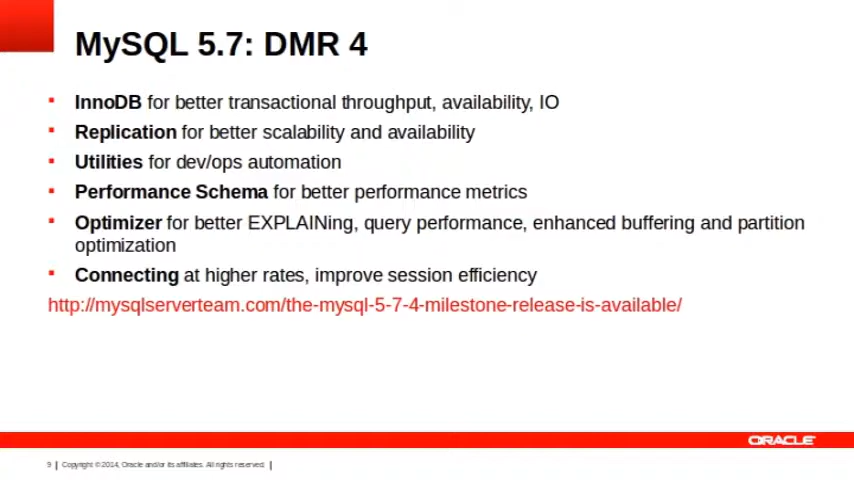 MySQL 5.7: DMR 4
InnoDB for better transactional throughput, availability, IO
Replication for better scalability and availability
Utilities for dev/ops automation
Performance Schema for better performance metrics
Optimizer for better EXPLAINing, query performance, enhanced buffering and partition
optimization
Connecting at higher rates, improve session efficiency
http://mysqlserverteam.com/the-mysql-5-7-4-milestone-release-is-available/
ORACLE
9 | Copyright © 2014, Oracle and/or its affiliates. All rights reserved. |